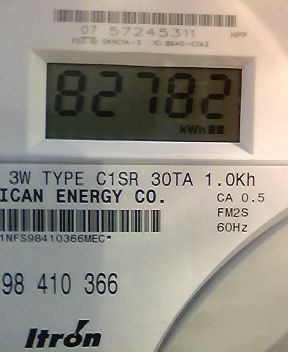 07 57245311 HPP
82782
kWh
3W TYPE C1SR 30TA 1.0Kh
ICAN ENERGY CO. CA 0.5
FM2S
60Hz
1NFS98410366MEC*
98 410 366
Itron